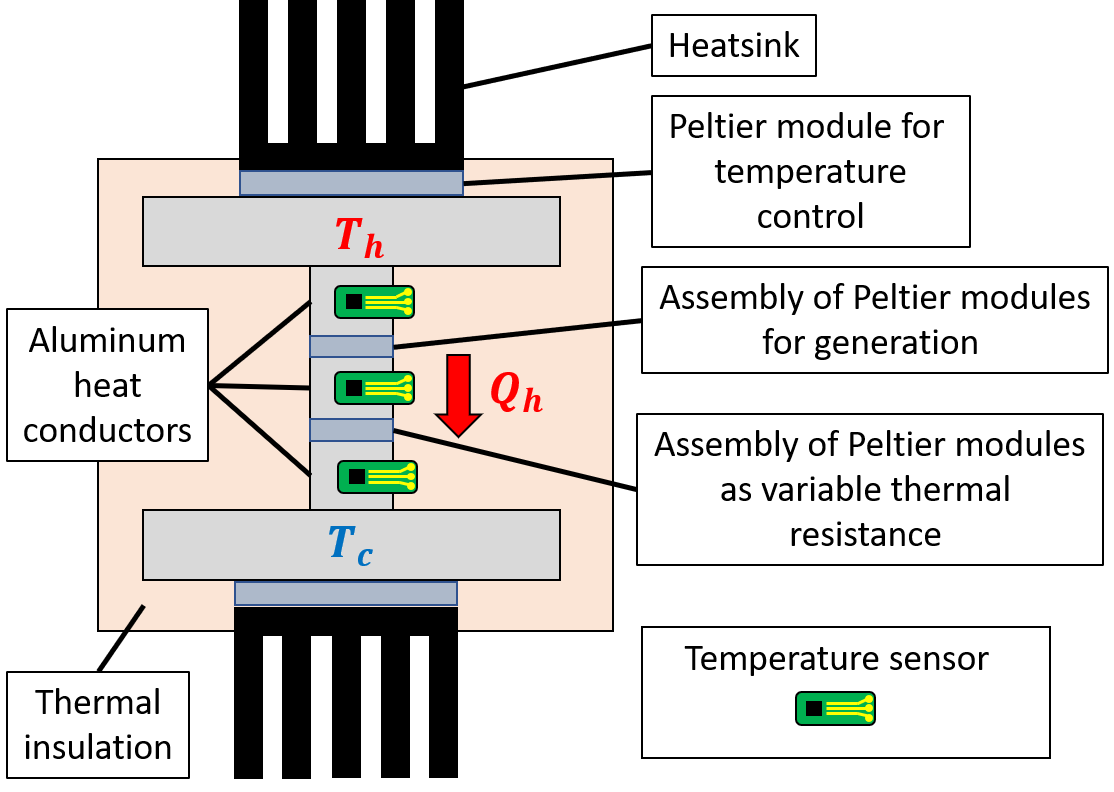 Heatsink
Peltier module for
temperature
control
T_h
Assembly of Peltier modules
for generation
Aluminum
heat
conductors
Q_h
Assembly of Peltier modules
as variable thermal
resistance
T_c
Temperature sensor
Thermal
insulation